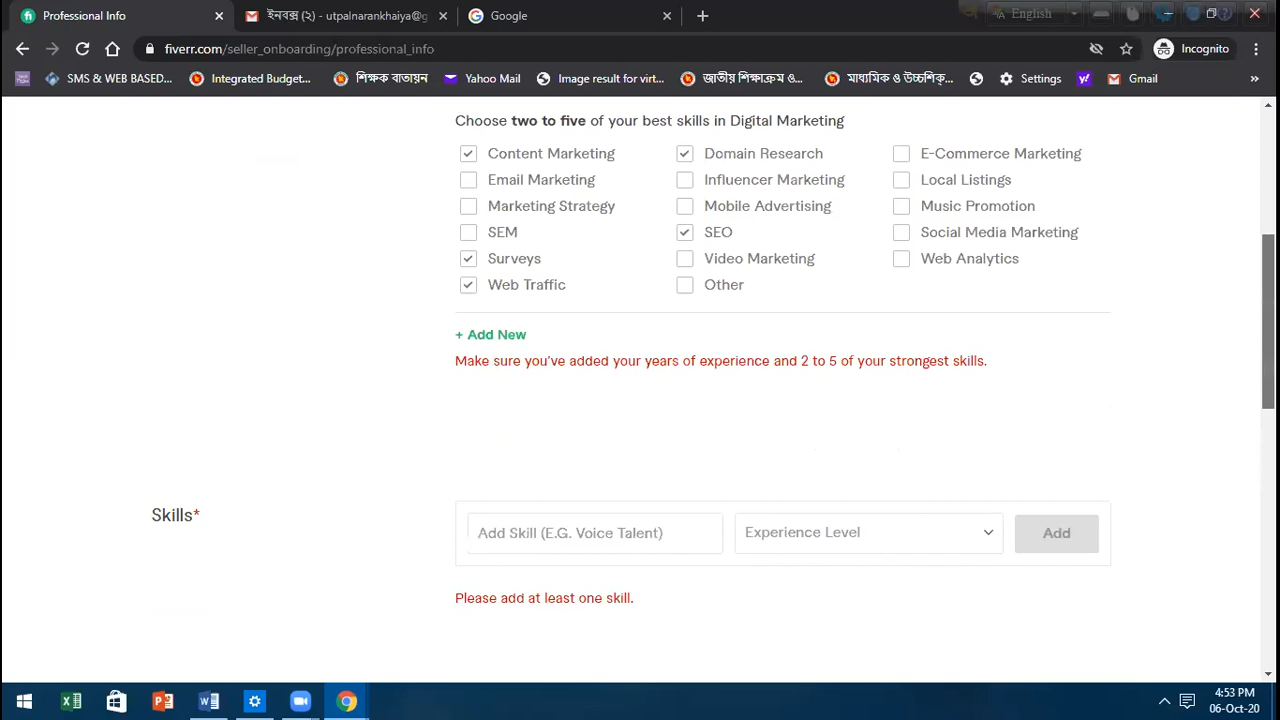 Professional Info
ইনবক্স (২) - utpalnarankhaiya@g
Google
English
fiverr.com/seller_onboarding/professional_info
Incognito
SMS & WEB BASED...
Integrated Budget...
শিক্ষক বাতায়ন
Yahoo Mail
Image result for virt...
জাতীয় শিক্ষাক্রম ও...
মাধ্যমিক ও উচ্চশিক্...
Settings
Gmail
»
Choose two to five of your best skills in Digital Marketing
Content Marketing
Domain Research
E-Commerce Marketing
Email Marketing
Influencer Marketing
Local Listings
Marketing Strategy
Mobile Advertising
Music Promotion
SEM
SEO
Social Media Marketing
Surveys
Video Marketing
Web Analytics
Web Traffic
Other
+ Add New
Make sure you've added your years of experience and 2 to 5 of your strongest skills.
Skills*
Add Skill (E.G. Voice Talent)
Experience Level
Add
Please add at least one skill.
4:53 PM
06-Oct-20